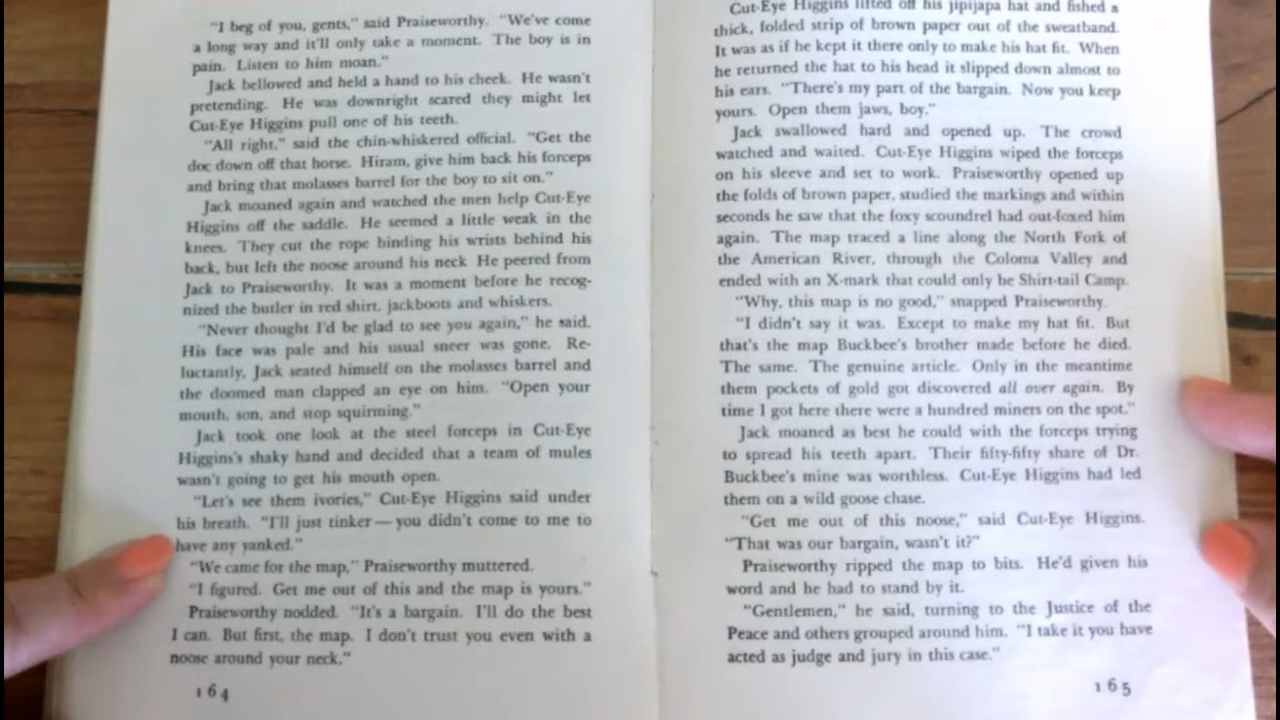 "I beg of you, gents," said Praiseworthy. "We've come
a long way and it'll only take a moment. The boy is in
pain. Listen to him moan."
Jack bellowed and held a hand to his cheek. He wasn't
pretending. He was downright scared they might let
Cut-Eye Higgins pull one of his teeth.
"All right," said the chin-whiskered official. "Get the
doc down off that horse. Hiram, give him back his forceps
and bring that molasses barrel for the boy to sit on."
Jack moaned again and watched the men help Cut-Eye
Higgins off the saddle. He seemed a little weak in the
knees. They cut the rope binding his wrists behind his
back, but left the noose around his neck He peered from
Jack to Praiseworthy. It was a moment before he recog-
nized the butler in red shirt, jackboots and whiskers.
"Never thought I'd be glad to see you again," he said.
His face was pale and his usual sneer was gone. Re-
luctantly, Jack seated himself on the molasses barrel and
the doomed man clapped an eye on him. "Open your
mouth, son, and stop squirming."
Jack took one look at the steel forceps in Cut-Eye
Higgins's shaky hand and decided that a team of mules
wasn't going to get his mouth open.
"Let's see them ivories," Cut-Eye Higgins said under
his breath. "I'll just tinker — you didn't come to me to
have any yanked."
"We came for the map," Praiseworthy muttered.
"I figured. Get me out of this and the map is yours."
Praiseworthy nodded. "It's a bargain. I'll do the best
I can. But first, the map. I don't trust you even with a
noose around your neck."
164
Cut-Eye Higgins lifted off his jipijapa hat and fished a
thick, folded strip of brown paper out of the sweatband.
It was as if he kept it there only to make his hat fit. When
he returned the hat to his head it slipped down almost to
his ears. "There's my part of the bargain. Now you keep
yours. Open them jaws, boy."
Jack swallowed hard and opened up. The crowd
watched and waited. Cut-Eye Higgins wiped the forceps
on his sleeve and set to work. Praiseworthy opened up
the folds of brown paper, studied the markings and within
seconds he saw that the foxy scoundrel had out-foxed him
again. The map traced a line along the North Fork of
the American River, through the Coloma Valley and
ended with an X-mark that could only be Shirt-tail Camp.
"Why, this map is no good," snapped Praiseworthy.
"I didn't say it was. Except to make my hat fit. But
that's the map Buckbee's brother made before he died.
The same. The genuine article. Only in the meantime
them pockets of gold got discovered all over again. By
time I got here there were a hundred miners on the spot."
Jack moaned as best he could with the forceps trying
to spread his teeth apart. Their fifty-fifty share of Dr.
Buckbee's mine was worthless. Cut-Eye Higgins had led
them on a wild goose chase.
"Get me out of this noose," said Cut-Eye Higgins.
"That was our bargain, wasn't it?"
Praiseworthy ripped the map to bits. He'd given his
word and he had to stand by it.
"Gentlemen," he said, turning to the Justice of the
Peace and others grouped around him. "I take it you have
acted as judge and jury in this case."
165